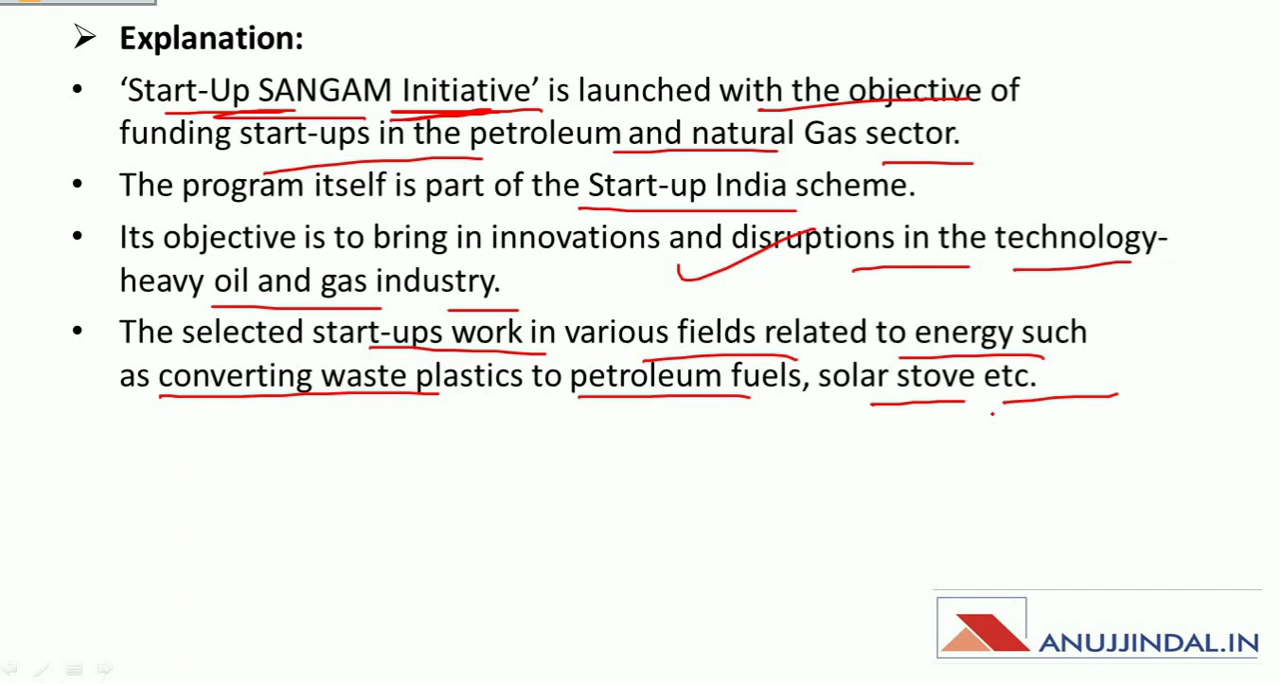 Explanation:
‘Start-Up SANGAM Initiative’ is launched with the objective of
funding start-ups in the petroleum and natural Gas sector.
The program itself is part of the Start-up India scheme.
Its objective is to bring in innovations and disruptions in the technology-
heavy oil and gas industry.
The selected start-ups work in various fields related to energy such
as converting waste plastics to petroleum fuels, solar stove etc.
ANUJJINDAL.IN